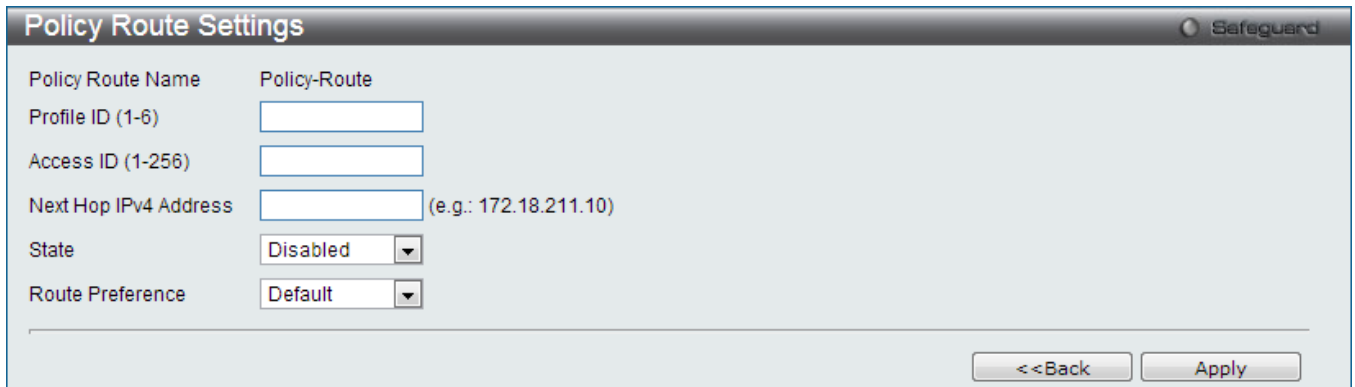 Policy Route Settings
Safeguard
Policy Route Name Policy-Route
Profile ID (1-6)
Access ID (1-256)
Next Hop IPv4 Address (e.g.: 172.18.211.10)
State Disabled
Route Preference Default
<<Back Apply